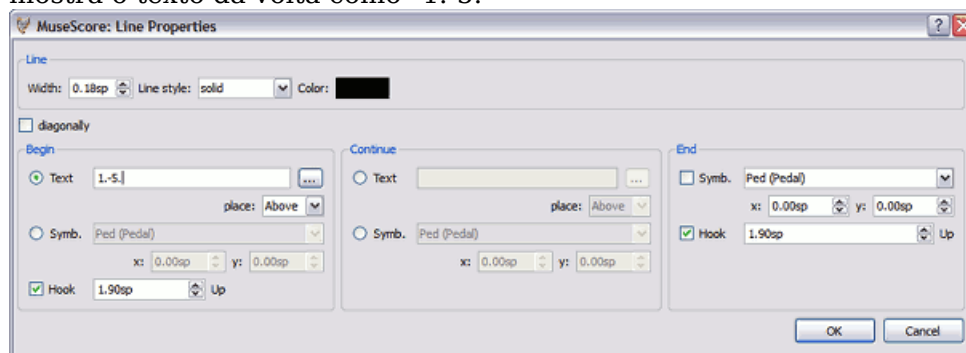 mostra o texto da volta como "1.-5."
MuseScore: Line Properties
Line
Width: 0.18sp Line style: solid Color:
diagonally
Begin
Text 1.-5. ...
place: Above
Symb. Ped (Pedal)
x: 0.00sp y: 0.00sp
Hook 1.90sp Up
Continue
Text ...
place: Above
Symb. Ped (Pedal)
x: 0.00sp y: 0.00sp
End
Symb. Ped (Pedal)
x: 0.00sp y: 0.00sp
Hook 1.90sp Up
OK Cancel